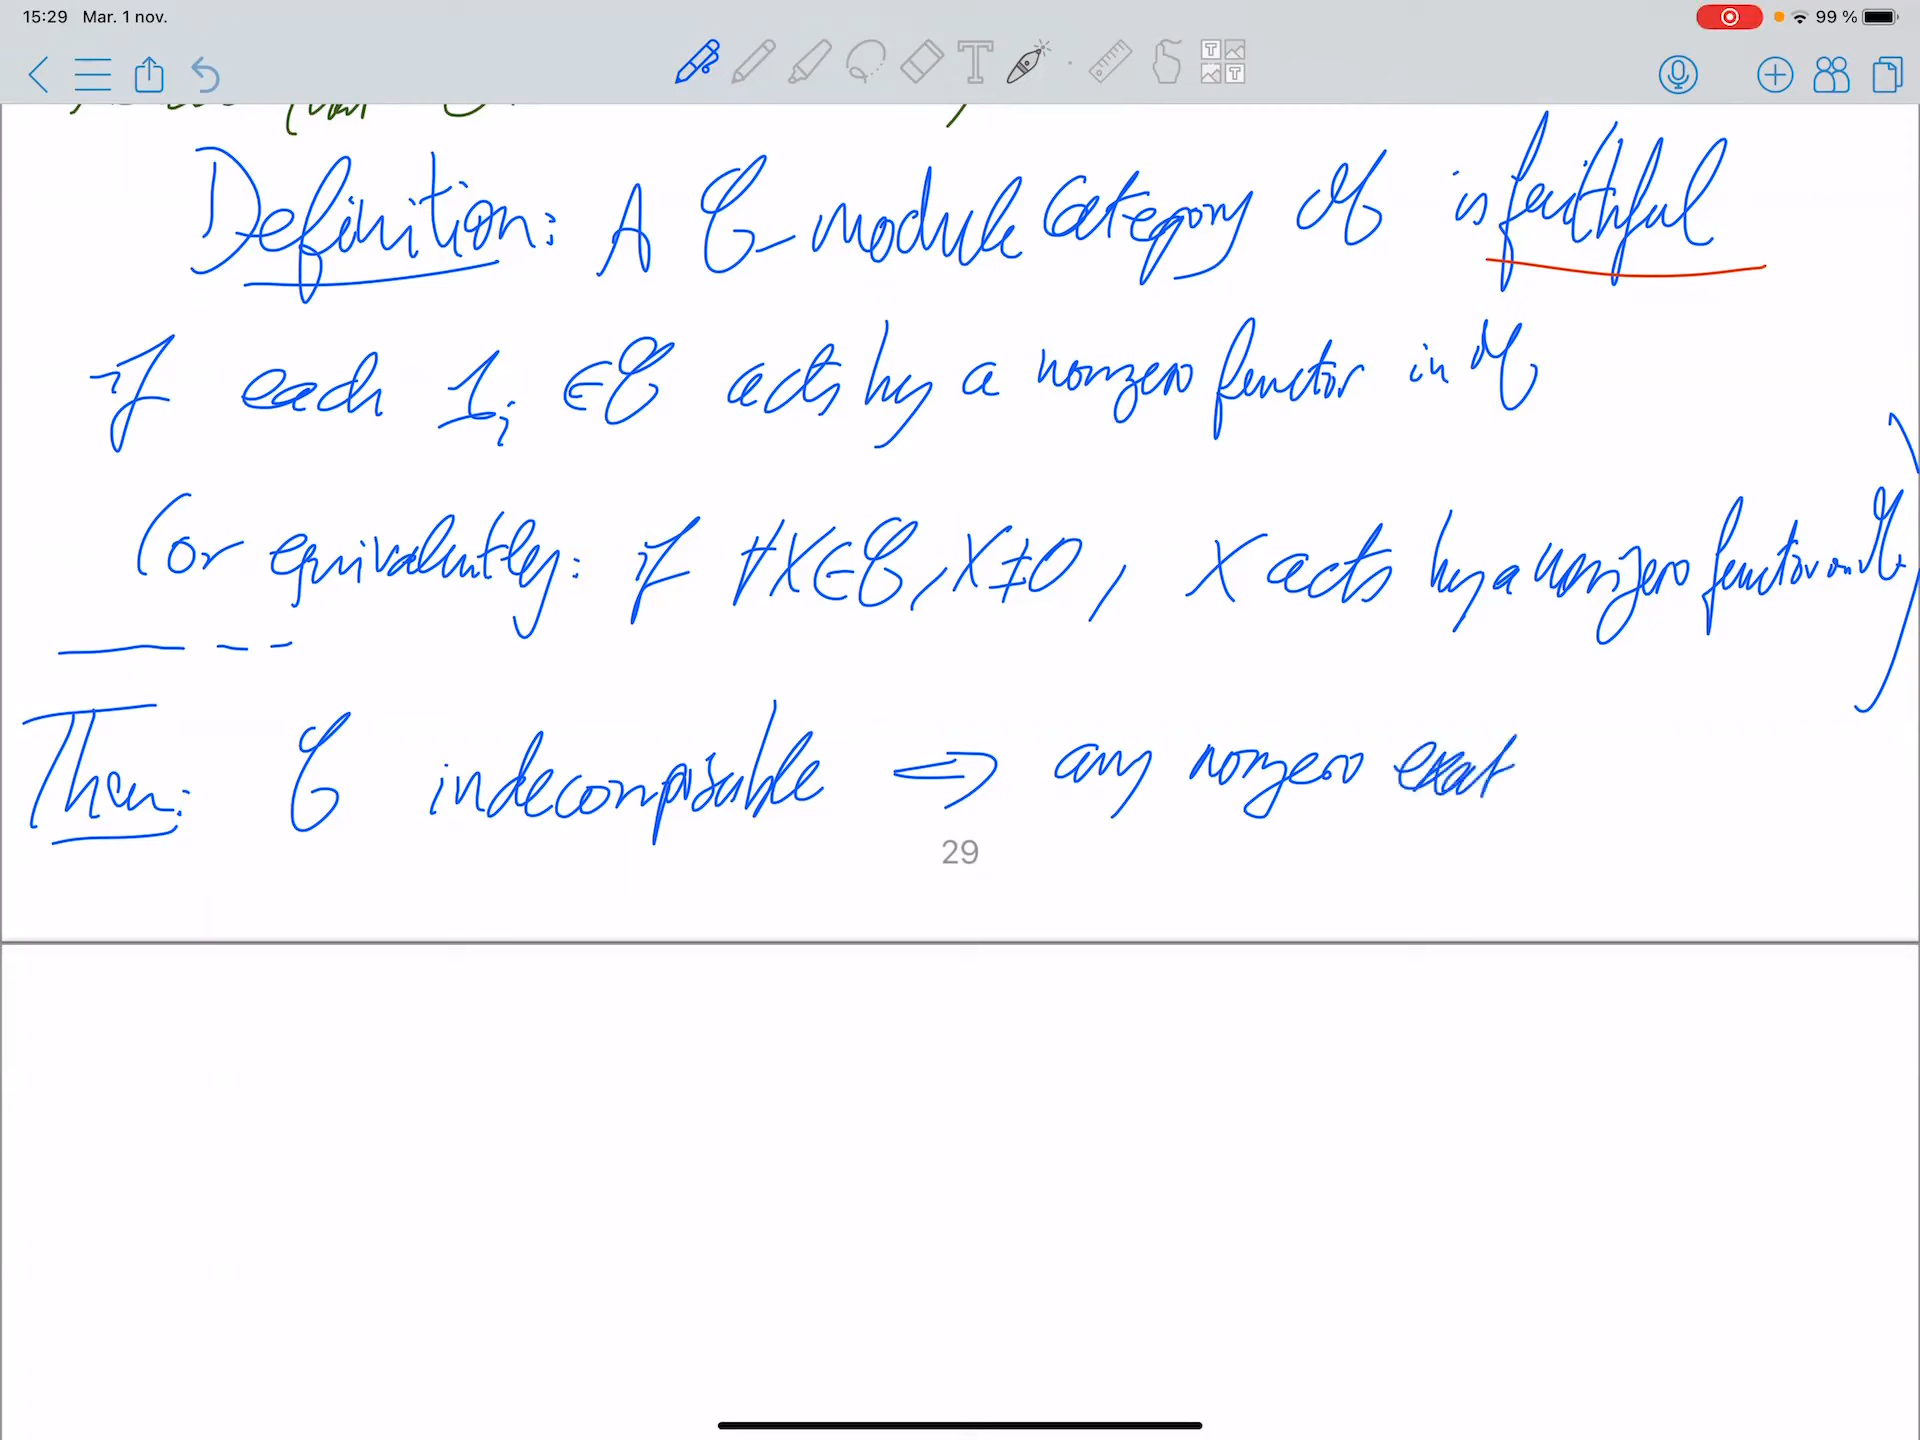 15:29 Mar. 1 nov. 99 %
Definition: A C-module category M is faithful
if each 1i ∈ C acts by a nonzero functor in M
(or equivalently: if ∀X∈C, X≠0, X acts by a nonzero functor on M.)
Then: C indecomposable ⇔ any nonzero exact
29